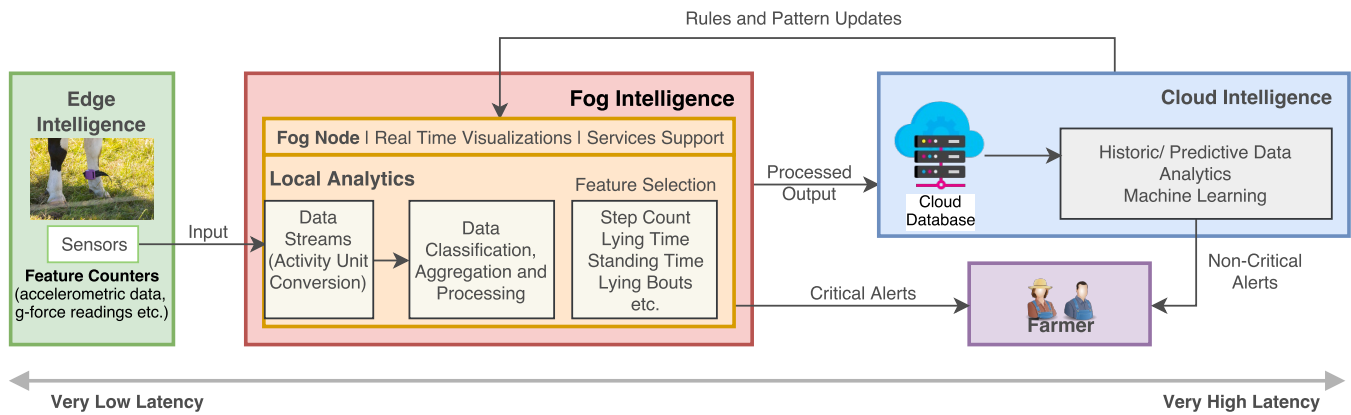 Rules and Pattern Updates
Edge
Intelligence
Sensors
Feature Counters
(accelerometric data,
g-force readings etc.)
Input
Fog Intelligence
Fog Node | Real Time Visualizations | Services Support
Local Analytics
Feature Selection
Data
Streams
(Activity Unit
Conversion)
Data
Classification,
Aggregation and
Processing
Step Count
Lying Time
Standing Time
Lying Bouts
etc.
Processed
Output
Critical Alerts
Cloud Intelligence
Cloud
Database
Historic/ Predictive Data
Analytics
Machine Learning
Non-Critical
Alerts
Farmer
Very Low Latency
Very High Latency